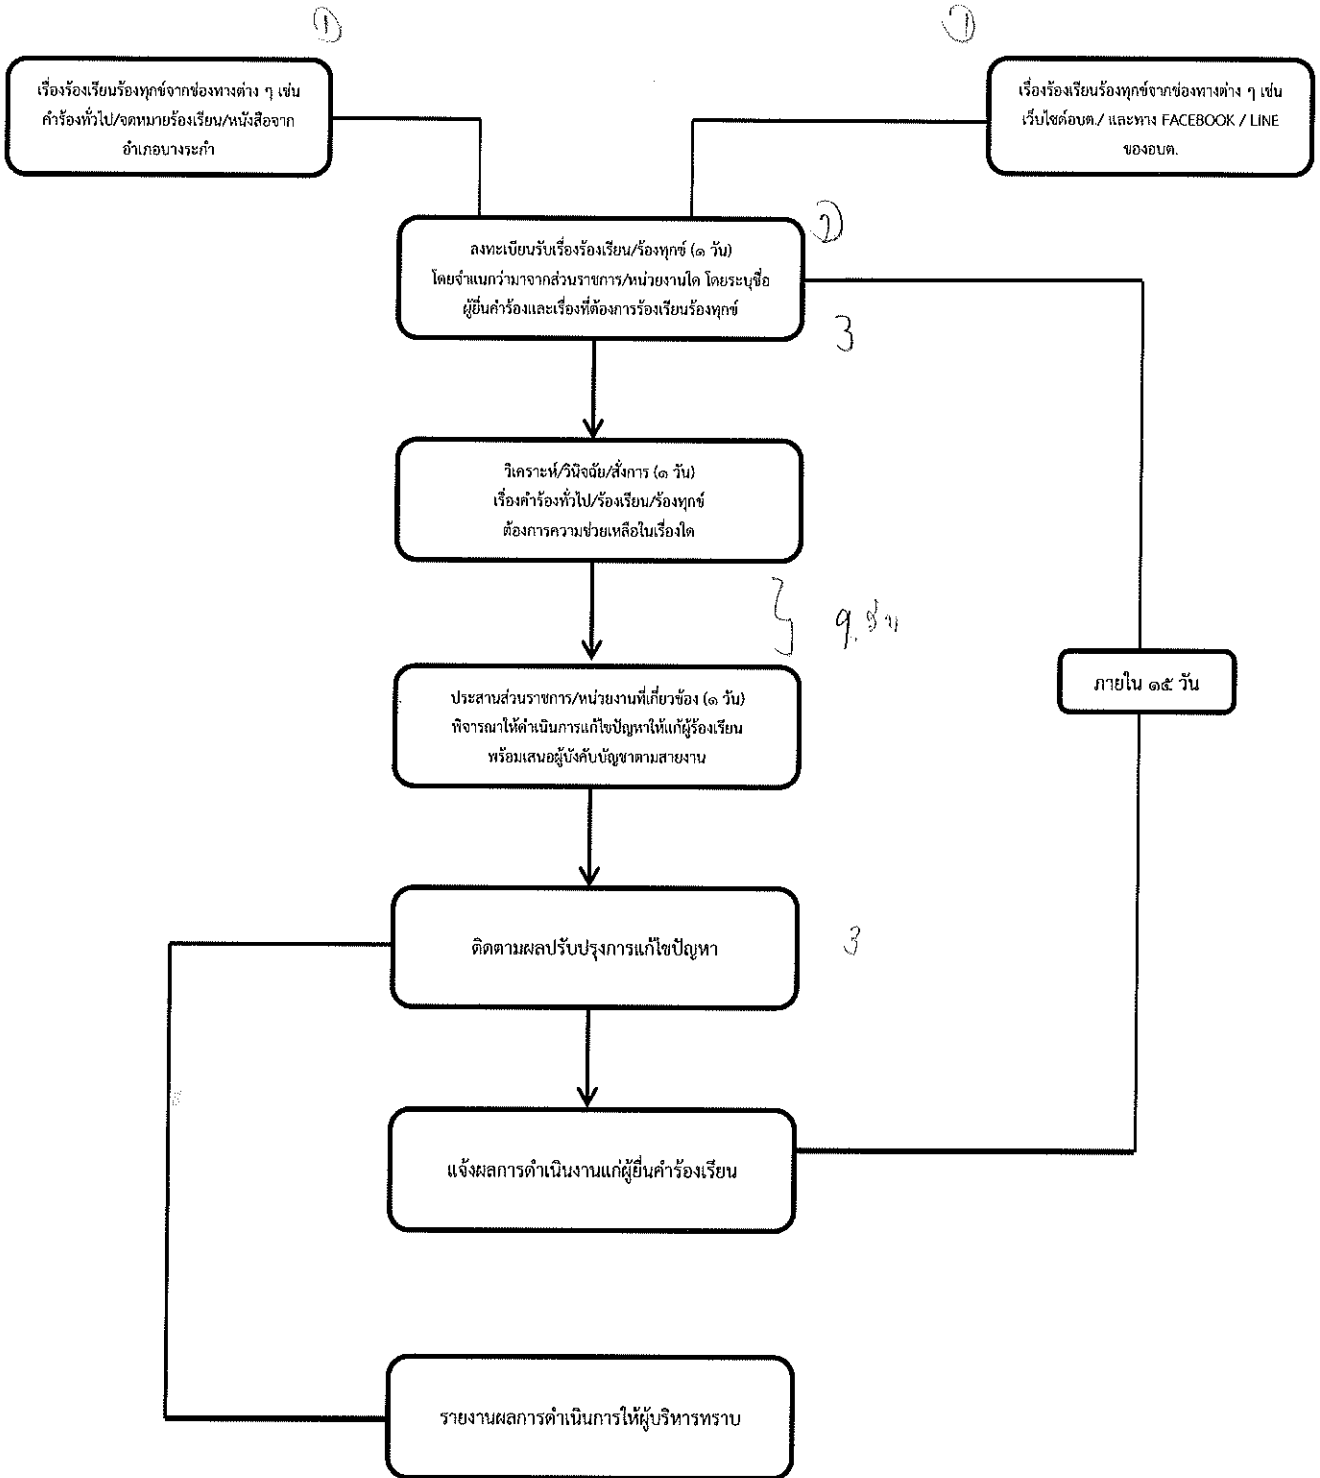 ①
①
เรื่องร้องเรียนร้องทุกข์จากช่องทางต่าง ๆ เช่น
คำร้องทั่วไป/จดหมายร้องเรียน/หนังสือจาก
อำเภอบางระกำ
เรื่องร้องเรียนร้องทุกข์จากช่องทางต่าง ๆ เช่น
เว็บไซต์อบต./ และทาง FACEBOOK / LINE
ของอบต.
ลงทะเบียนรับเรื่องร้องเรียน/ร้องทุกข์ (๑ วัน)
โดยจำแนกว่ามาจากส่วนราชการ/หน่วยงานใด โดยระบุชื่อ
ผู้ยื่นคำร้องและเรื่องที่ต้องการร้องเรียนร้องทุกข์
3
วิเคราะห์/วินิจฉัย/สั่งการ (๑ วัน)
เรื่องคำร้องทั่วไป/ร้องเรียน/ร้องทุกข์
ต้องการความช่วยเหลือในเรื่องใด
ประสานส่วนราชการ/หน่วยงานที่เกี่ยวข้อง (๑ วัน)
พิจารณาให้ดำเนินการแก้ไขปัญหาให้แก่ผู้ร้องเรียน
พร้อมเสนอผู้บังคับบัญชาตามสายงาน
ภายใน ๑๕ วัน
ติดตามผลปรับปรุงการแก้ไขปัญหา
3
แจ้งผลการดำเนินงานแก่ผู้ยื่นคำร้องเรียน
รายงานผลการดำเนินการให้ผู้บริหารทราบ